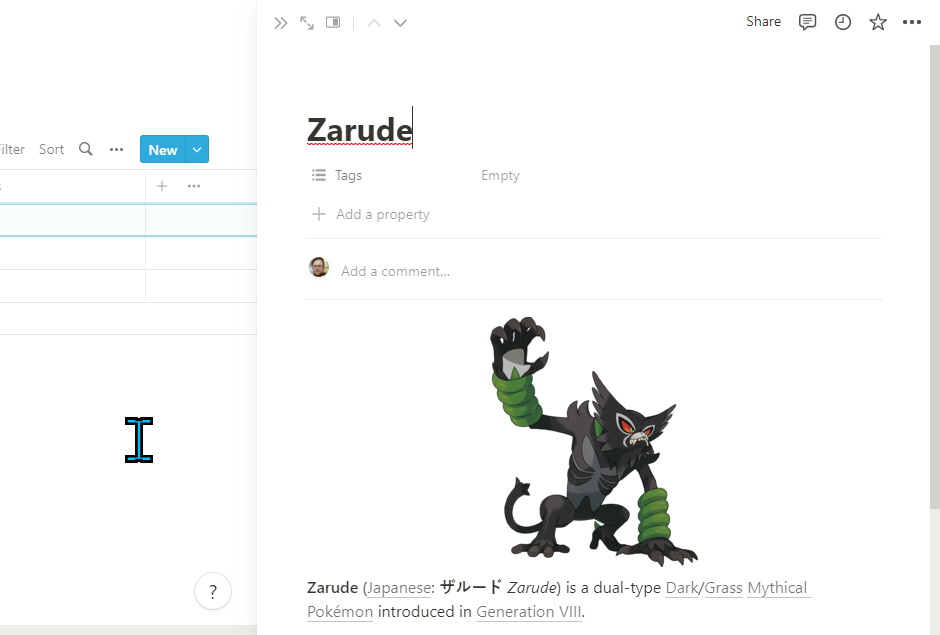 Share
Filter Sort New
Zarude
Tags Empty
Add a property
Add a comment...
?
Zarude (Japanese: ザルード Zarude) is a dual-type Dark/Grass Mythical
Pokémon introduced in Generation VIII.